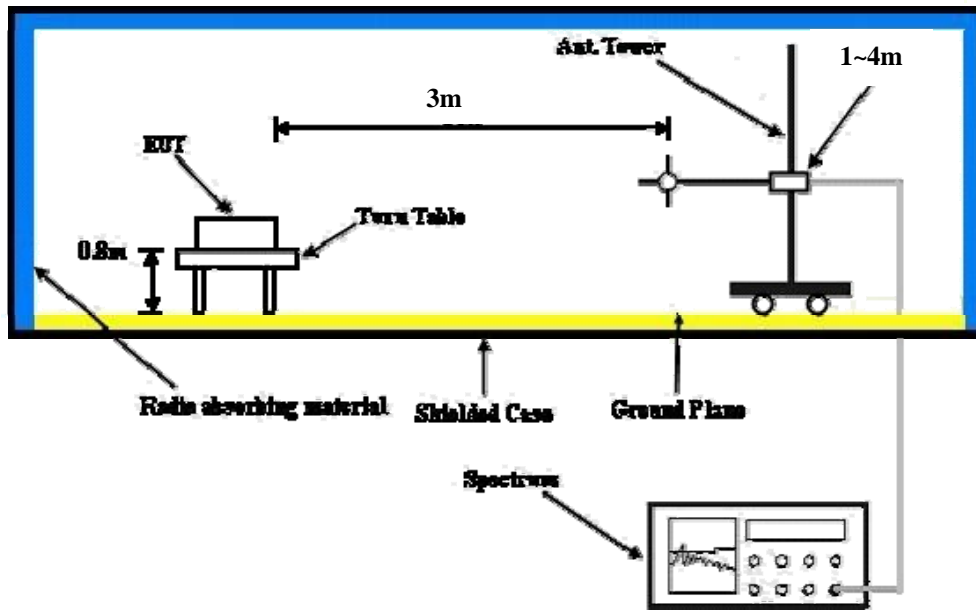 Ant. Tower
1~4m
3m
EUT
Turn Table
0.8m
Radio absorbing material
Shielded Case
Ground Plane
Spectrum